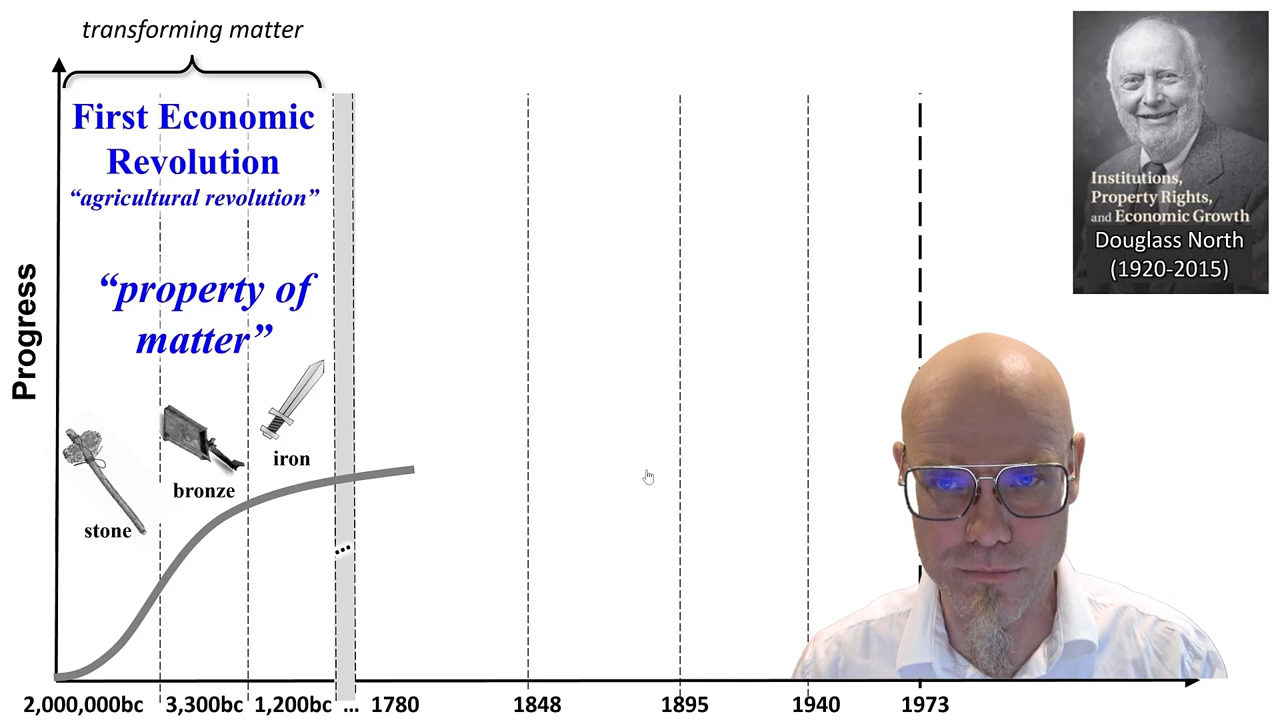 transforming matter
First Economic
Revolution
“agricultural revolution”
“property of
matter”
Progress
stone
bronze
iron
...
2,000,000bc 3,300bc 1,200bc ... 1780 1848 1895 1940 1973
Institutions,
Property Rights,
and Economic Growth
Douglass North
(1920-2015)